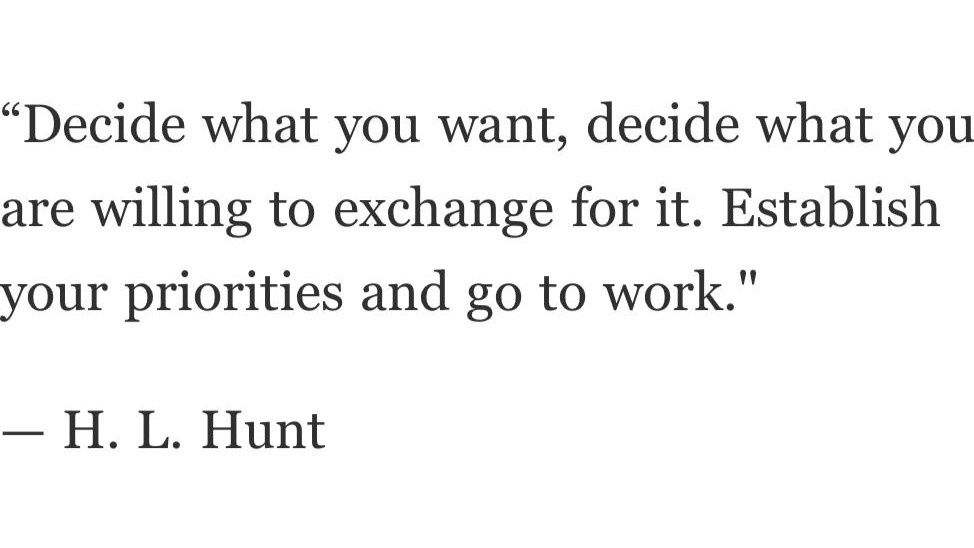 “Decide what you want, decide what you
are willing to exchange for it. Establish
your priorities and go to work."
— H. L. Hunt